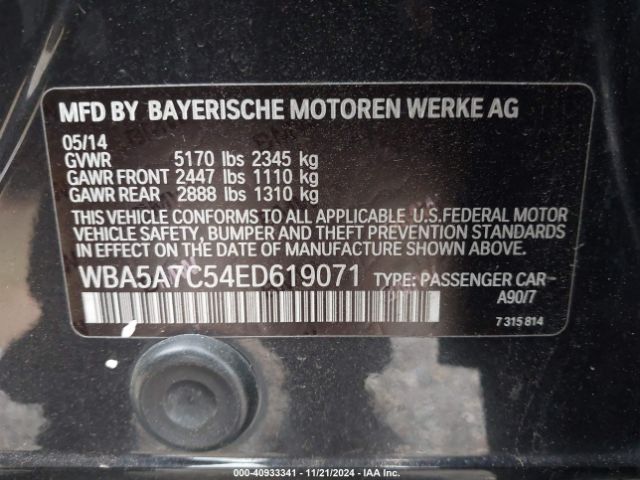 MFD BY BAYERISCHE MOTOREN WERKE AG
05/14
GVWR 5170 lbs 2345 kg
GAWR FRONT 2447 lbs 1110 kg
GAWR REAR 2888 lbs 1310 kg
THIS VEHICLE CONFORMS TO ALL APPLICABLE U.S.FEDERAL MOTOR
VEHICLE SAFETY, BUMPER AND THEFT PREVENTION STANDARDS
IN EFFECT ON THE DATE OF MANUFACTURE SHOWN ABOVE.
WBA5A7C54ED619071 TYPE: PASSENGER CAR-
A90/7
7 315 814
000-40933341 - 11/21/2024 - IAA Inc.